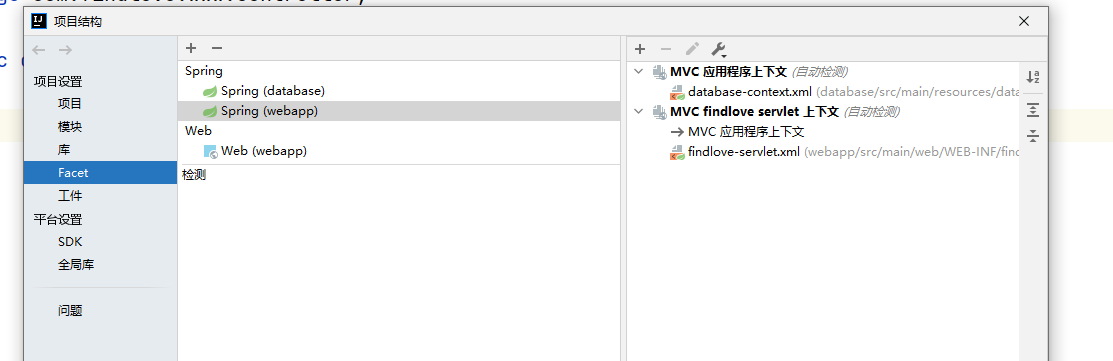 项目结构
项目设置
项目
模块
库
Facet
工件
平台设置
SDK
全局库
问题
Spring
Spring (database)
Spring (webapp)
Web
Web (webapp)
检测
MVC 应用程序上下文 (自动检测)
database-context.xml (database/src/main/resources/data
MVC findlove servlet 上下文 (自动检测)
MVC 应用程序上下文
findlove-servlet.xml (webapp/src/main/web/WEB-INF/find